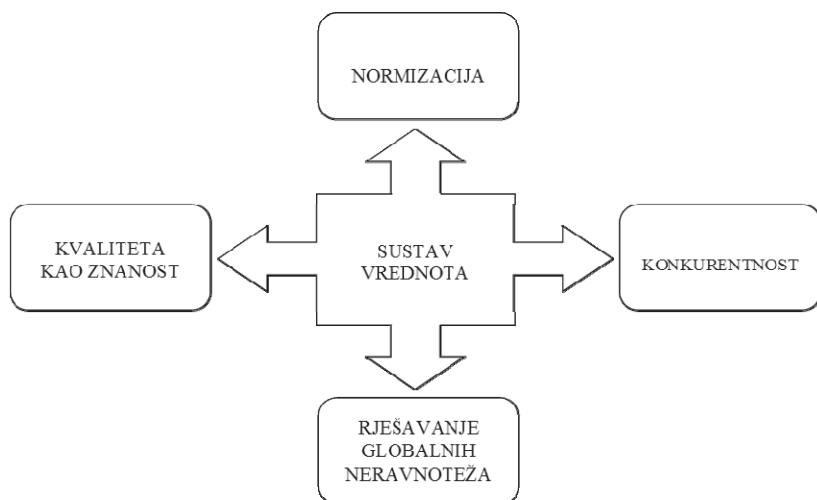 NORMIZACIJA
KVALITETA
KAO ZNANOST
SUSTAV
VREDNOTA
KONKURENTNOST
RJEŠAVANJE
GLOBALNIH
NERAVNOTEŽA